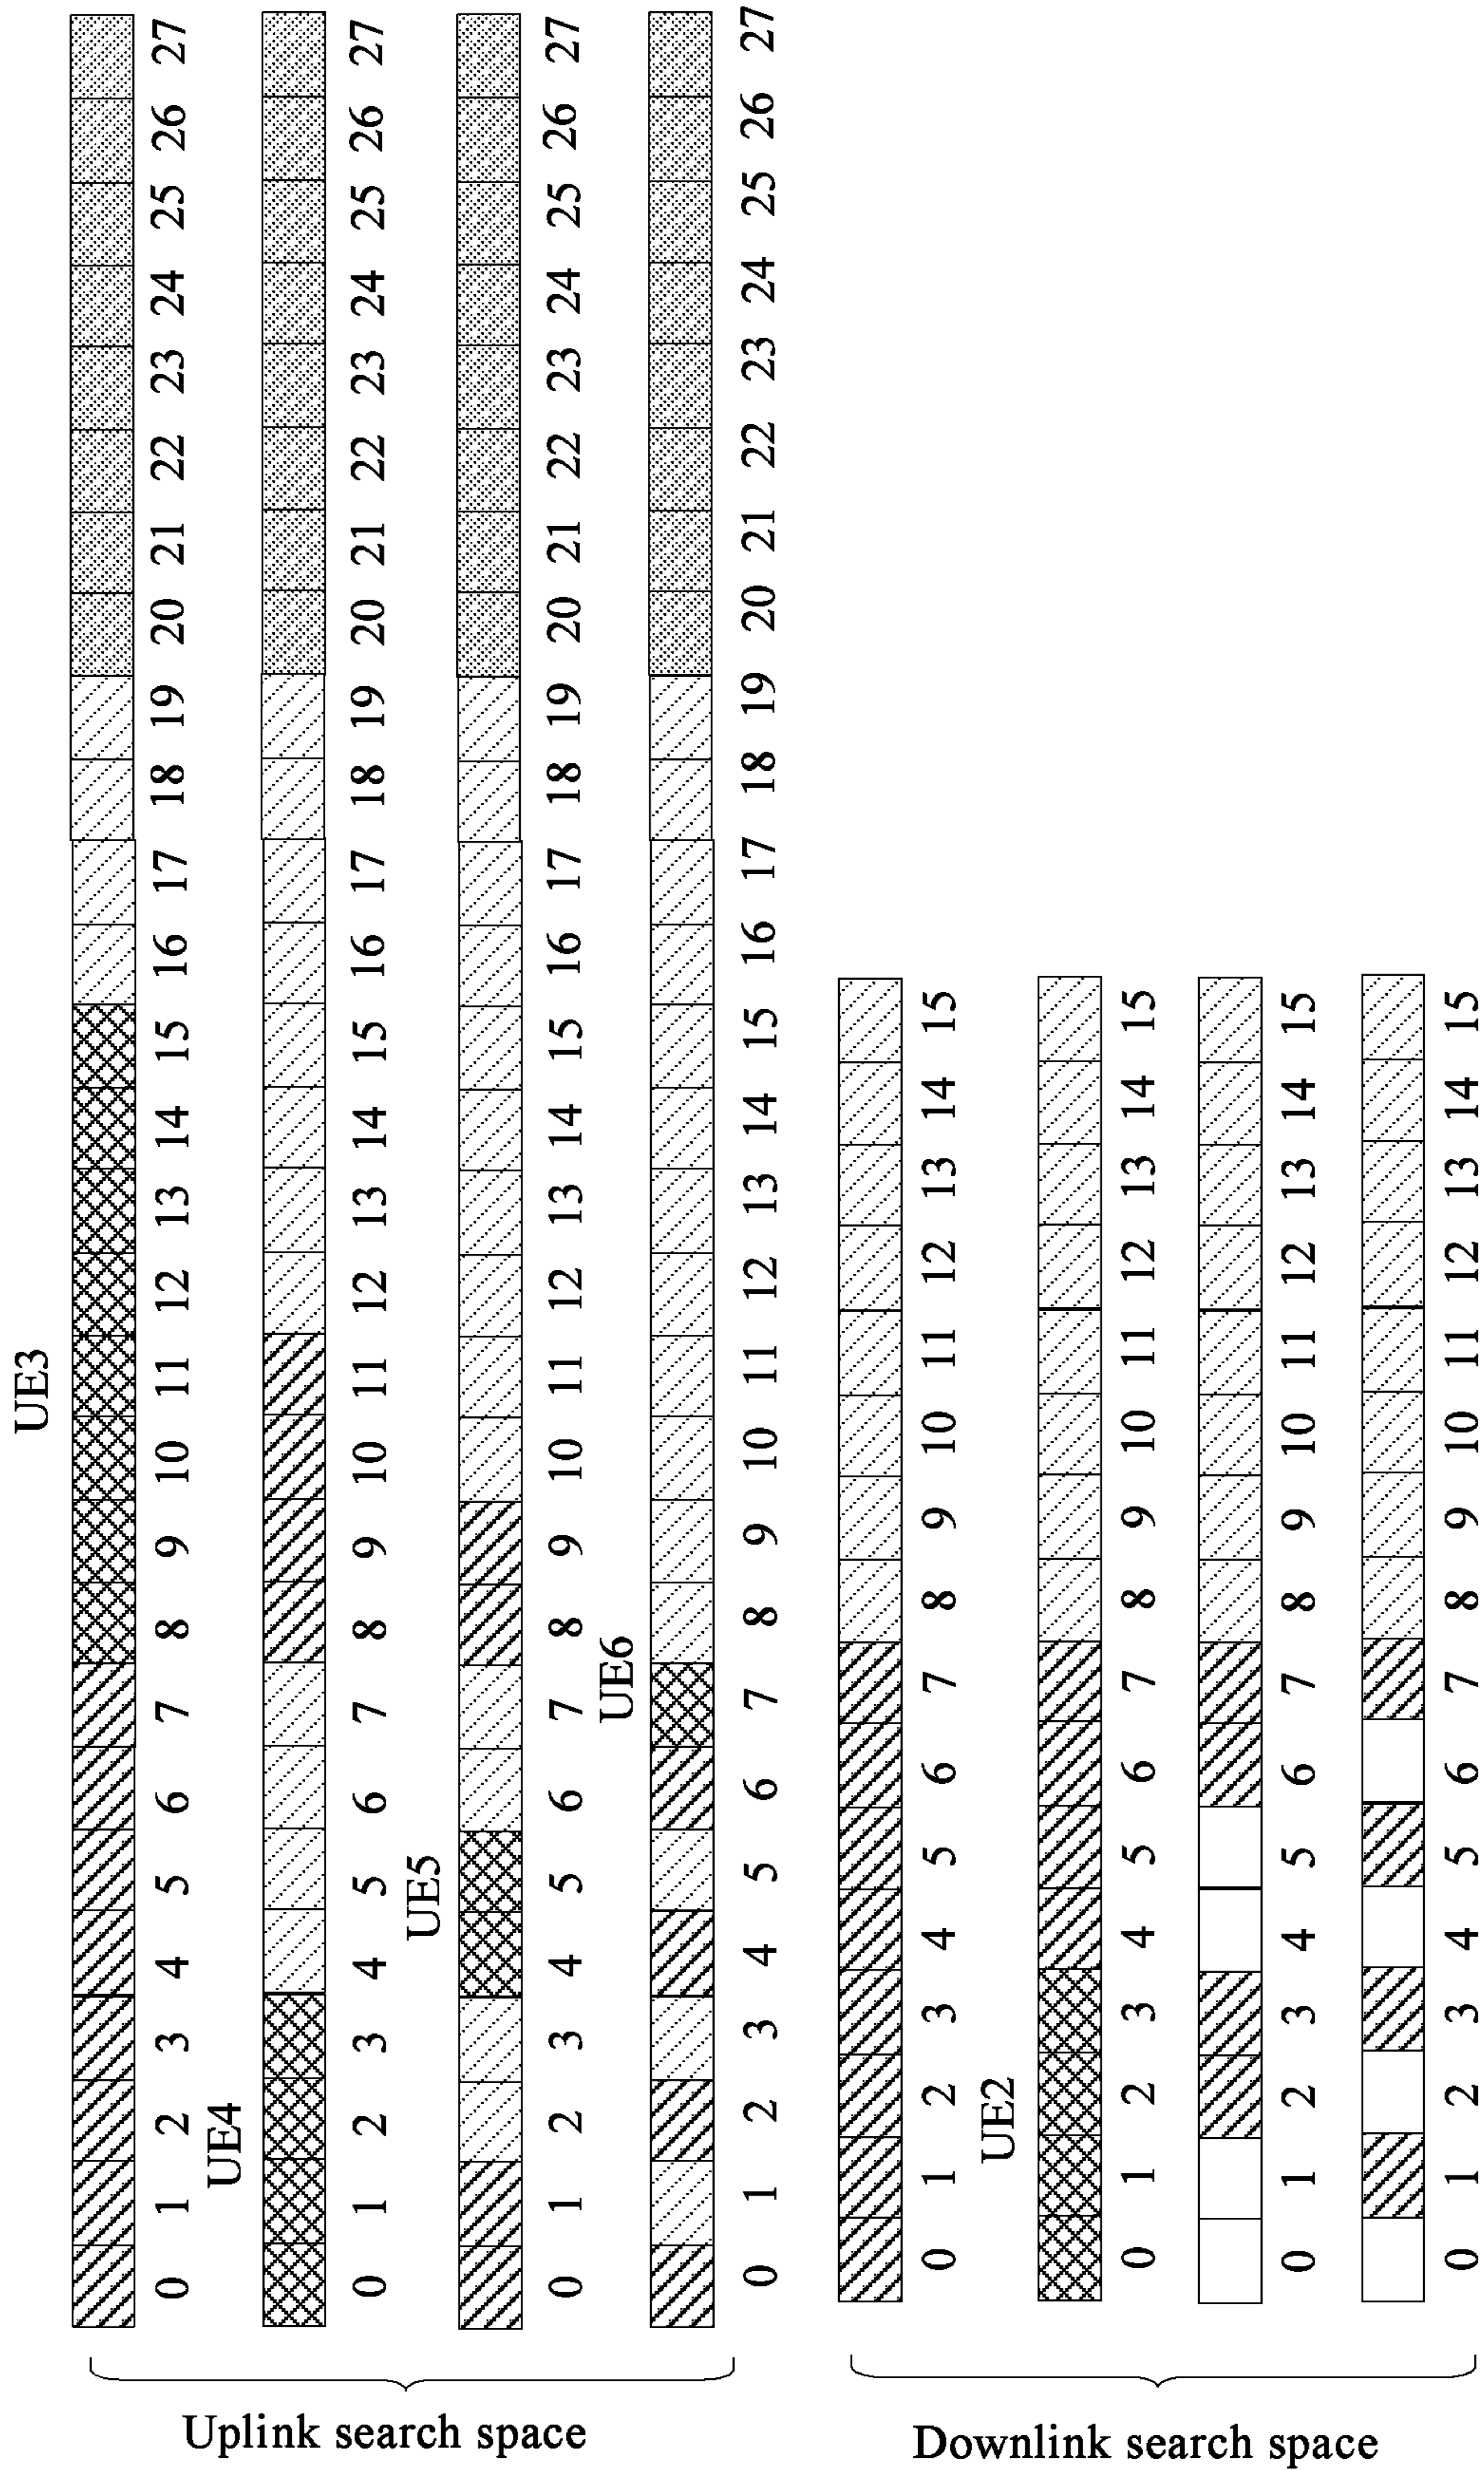 UE3
0 1 2 3 4 5 6 7 8 9 10 11 12 13 14 15 16 17 18 19 20 21 22 23 24 25 26 27
UE4
0 1 2 3 4 5 6 7 8 9 10 11 12 13 14 15 16 17 18 19 20 21 22 23 24 25 26 27
UE5
0 1 2 3 4 5 6 7 8 9 10 11 12 13 14 15 16 17 18 19 20 21 22 23 24 25 26 27
UE6
0 1 2 3 4 5 6 7 8 9 10 11 12 13 14 15 16 17 18 19 20 21 22 23 24 25 26 27
Uplink search space
0 1 2 3 4 5 6 7 8 9 10 11 12 13 14 15
UE2
0 1 2 3 4 5 6 7 8 9 10 11 12 13 14 15
0 1 2 3 4 5 6 7 8 9 10 11 12 13 14 15
0 1 2 3 4 5 6 7 8 9 10 11 12 13 14 15
Downlink search space